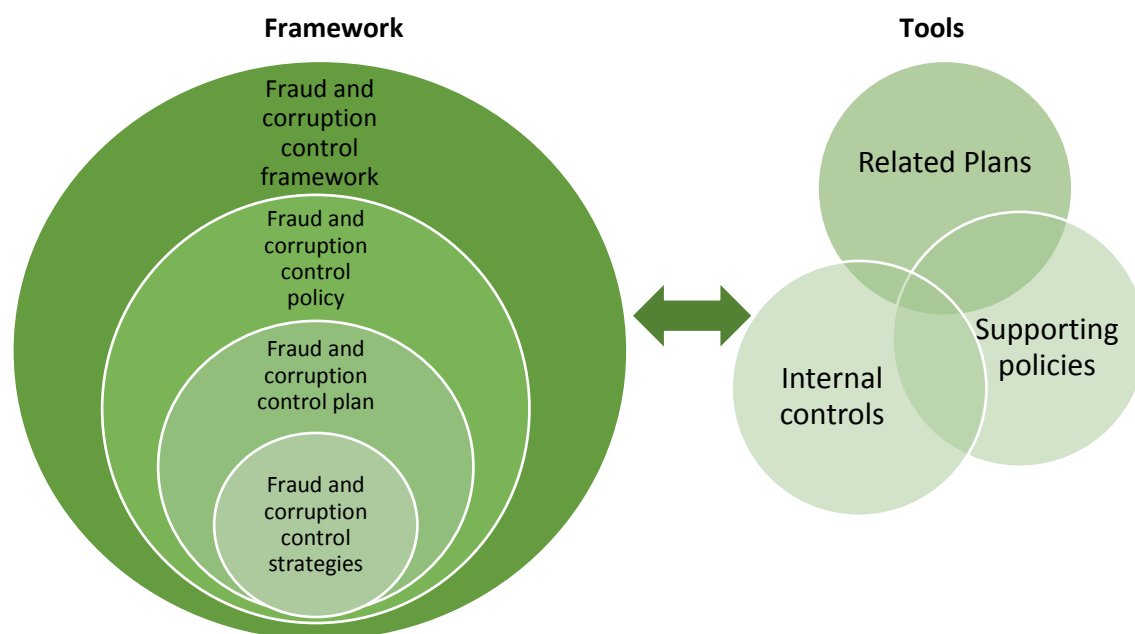 Framework
Fraud and
corruption
control
framework
Fraud and
corruption
control
policy
Fraud and
corruption
control plan
Fraud and
corruption
control
strategies
Tools
Related Plans
Supporting
policies
Internal
controls